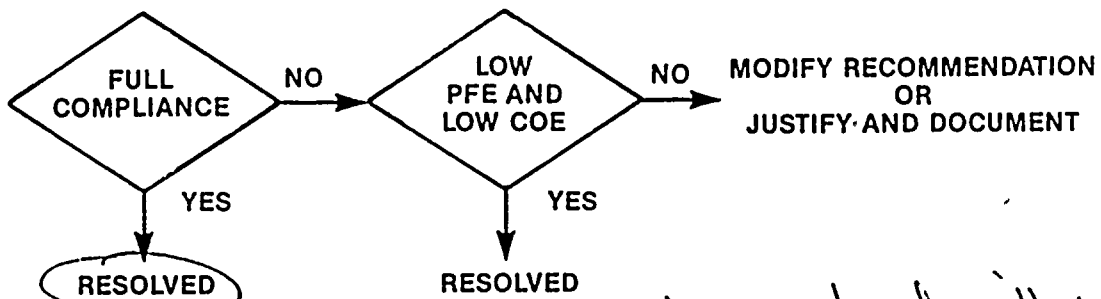 FULL
COMPLIANCE
NO
LOW
PFE AND
LOW COE
NO
MODIFY RECOMMENDATION
OR
JUSTIFY AND DOCUMENT
YES
YES
RESOLVED
RESOLVED